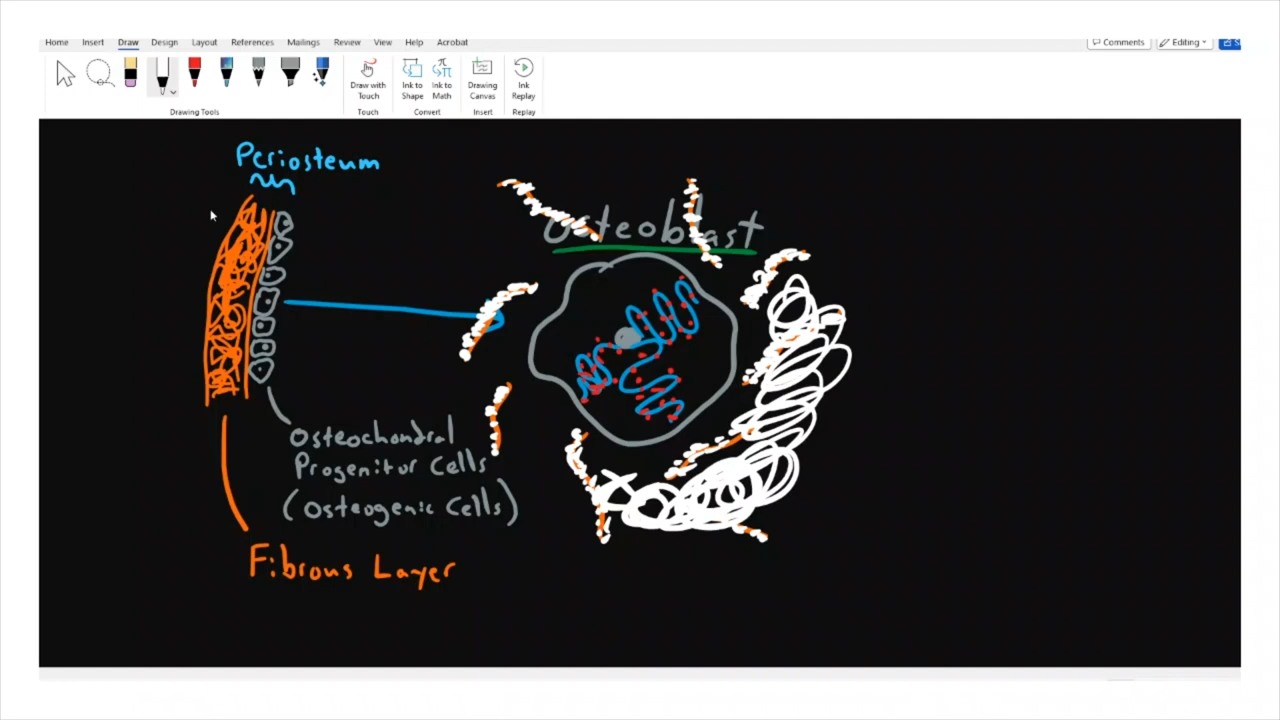 Home Insert Draw Design Layout References Mailings Review View Help Acrobat
Comments Editing
Draw with Touch
Ink to Shape
Ink to Math
Drawing Canvas
Ink Replay
Drawing Tools Touch Convert Insert Replay
Periosteum
Osteoblast
Osteochondral
Progenitor Cells
(Osteogenic Cells)
Fibrous Layer